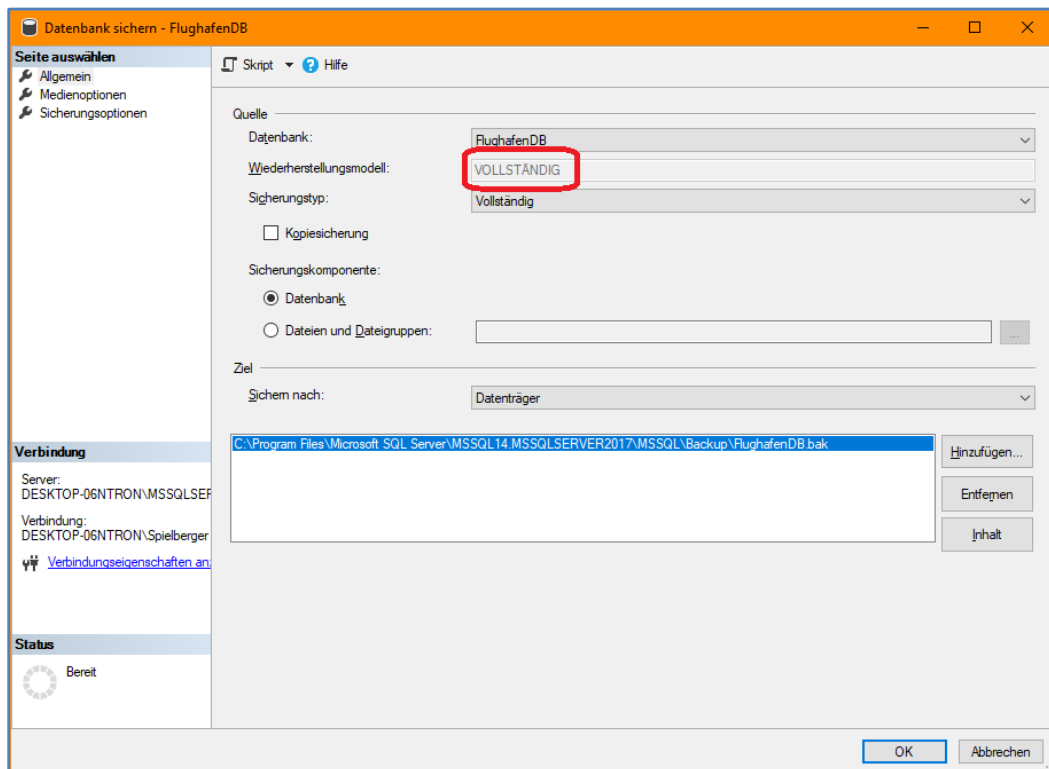 Datenbank sichern - FlughafenDB
Seite auswählen
Allgemein
Medienoptionen
Sicherungsoptionen
Skript
Hilfe
Quelle
Datenbank:
FlughafenDB
Wiederherstellungsmodell:
VOLLSTÄNDIG
Sicherungstyp:
Vollständig
Kopiesicherung
Sicherungskomponente:
Datenbank
Dateien und Dateigruppen:
...
Ziel
Sichern nach:
Datenträger
C:\Program Files\Microsoft SQL Server\MSSQL14.MSSQLSERVER2017\MSSQL\Backup\FlughafenDB.bak
Hinzufügen...
Entfernen
Inhalt
Verbindung
Server:
DESKTOP-06NTRON\MSSQLSEF
Verbindung:
DESKTOP-06NTRON\Spielberger
Verbindungseigenschaften an:
Status
Bereit
OK
Abbrechen